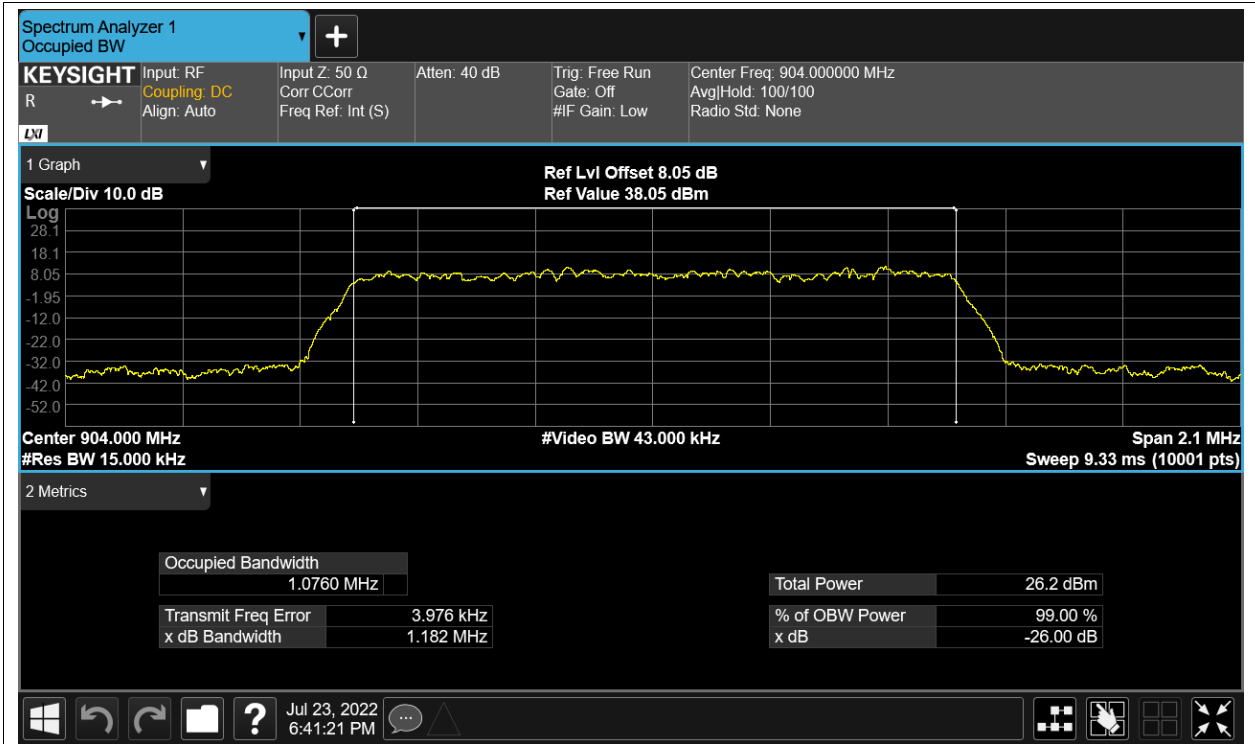 Spectrum Analyzer 1
Occupied BW
KEYSIGHT
R
LXI
Input: RF
Coupling: DC
Align: Auto
Input Z: 50 Ω
Corr CCorr
Freq Ref: Int (S)
Atten: 40 dB
Trig: Free Run
Gate: Off
#IF Gain: Low
Center Freq: 904.000000 MHz
Avg|Hold: 100/100
Radio Std: None
1 Graph
Scale/Div 10.0 dB
Ref Lvl Offset 8.05 dB
Ref Value 38.05 dBm
Log
28.1
18.1
8.05
-1.95
-12.0
-22.0
-32.0
-42.0
-52.0
Center 904.000 MHz
#Res BW 15.000 kHz
#Video BW 43.000 kHz
Span 2.1 MHz
Sweep 9.33 ms (10001 pts)
2 Metrics
Occupied Bandwidth
1.0760 MHz
Transmit Freq Error 3.976 kHz
x dB Bandwidth 1.182 MHz
Total Power 26.2 dBm
% of OBW Power 99.00 %
x dB -26.00 dB
?
Jul 23, 2022
6:41:21 PM